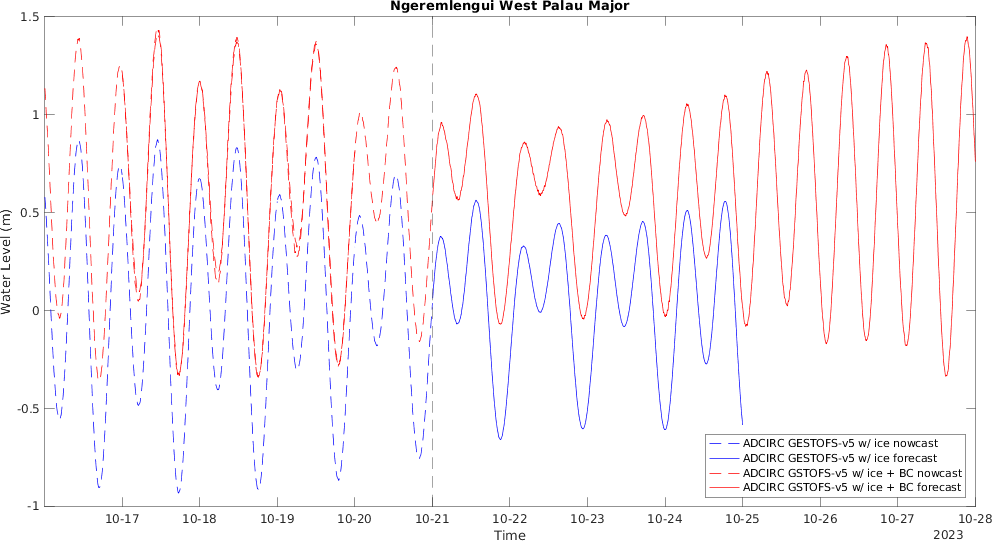 Ngeremlengui West Palau Major
1.5
1
0.5
0
-0.5
-1
Water Level (m)
ADCIRC GESTOFS-v5 w/ ice nowcast
ADCIRC GESTOFS-v5 w/ ice forecast
ADCIRC GSTOFS-v5 w/ ice + BC nowcast
ADCIRC GSTOFS-v5 w/ ice + BC forecast
10-17 10-18 10-19 10-20 10-21 10-22 10-23 10-24 10-25 10-26 10-27 10-28
Time
2023